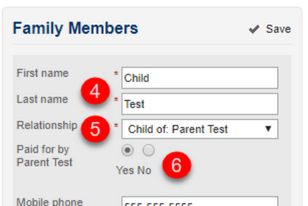 Family Members ✔ Save
First name * Child
4
Last name * Test
Relationship 5 * Child of: Parent Test ▼
Paid for by
Parent Test
Yes No 6
Mobile phone